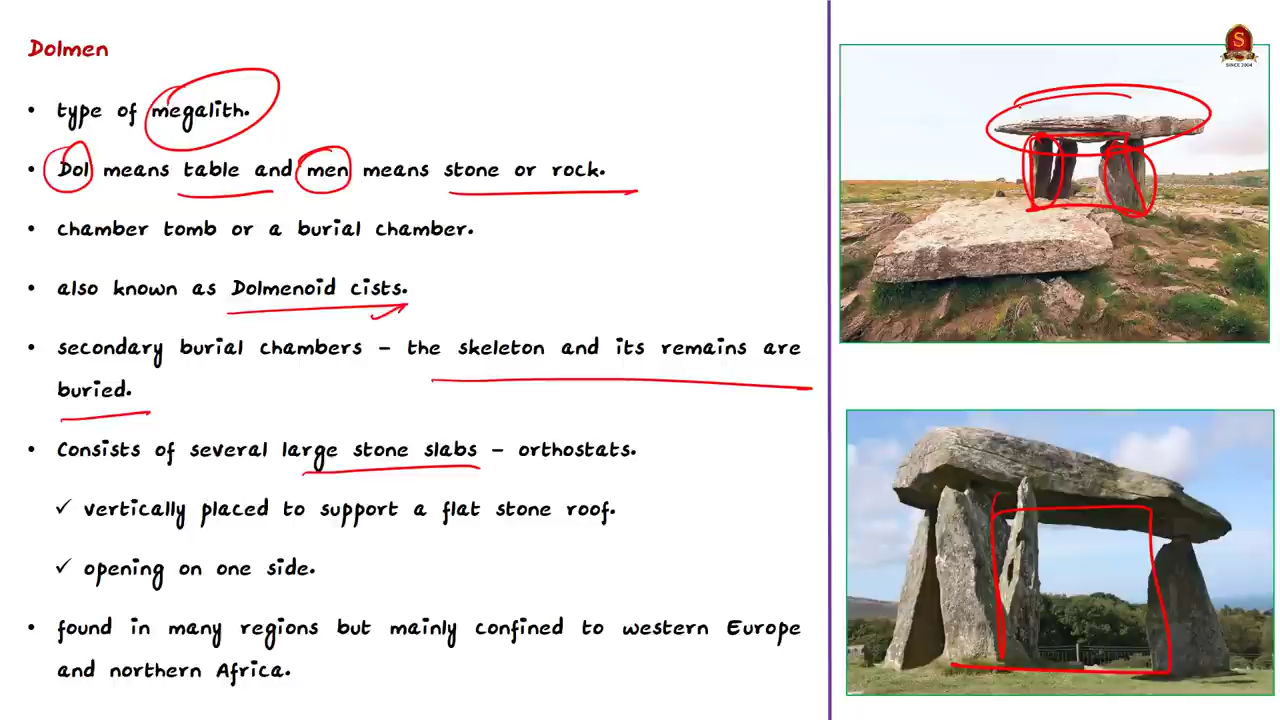 Dolmen
• type of megalith.
• Dol means table and men means stone or rock.
• chamber tomb or a burial chamber.
• also known as Dolmenoid cists.
• secondary burial chambers – the skeleton and its remains are
buried.
• Consists of several large stone slabs – orthostats.
✓ vertically placed to support a flat stone roof.
✓ opening on one side.
• found in many regions but mainly confined to western Europe
and northern Africa.
S
SINCE 2004